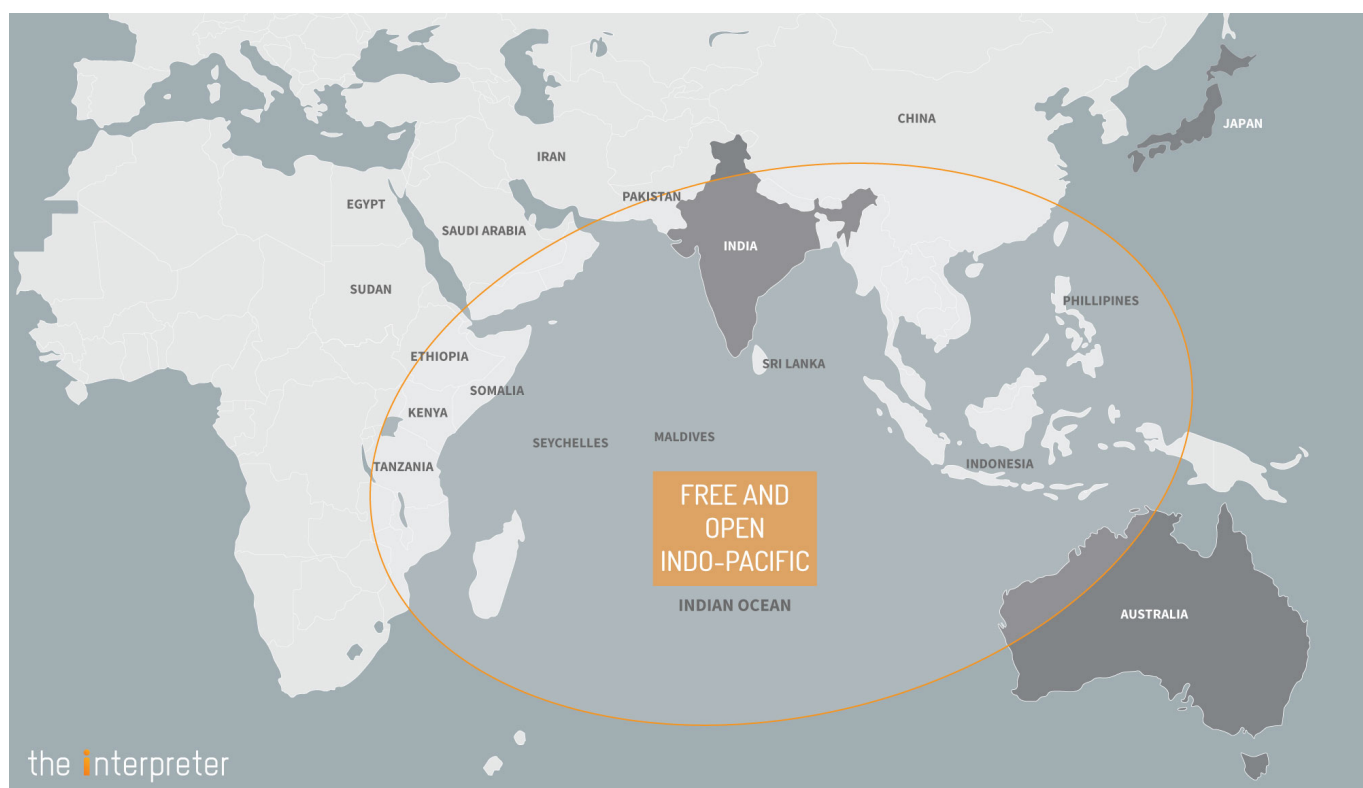 CHINA
JAPAN
IRAN
PAKISTAN
EGYPT
SAUDI ARABIA
INDIA
SUDAN
PHILLIPINES
ETHIOPIA
SRI LANKA
SOMALIA
KENYA
SEYCHELLES
MALDIVES
TANZANIA
INDONESIA
FREE AND
OPEN
INDO-PACIFIC
INDIAN OCEAN
AUSTRALIA
the interpreter